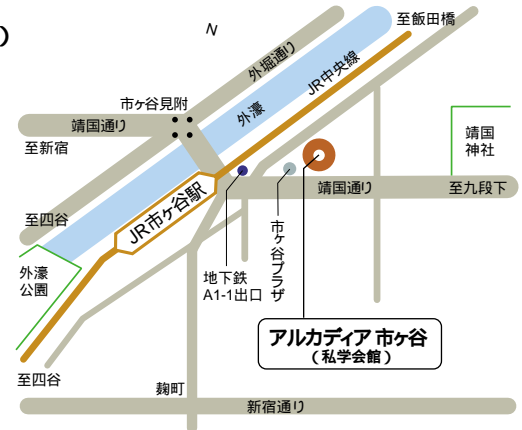 )
N
至飯田橋
外堀通り
JR中央線
外濠
市ヶ谷見附
靖国通り
至新宿
靖国
神社
靖国通り
至九段下
JR市ヶ谷駅
至四谷
外濠
公園
地下鉄
A1-1出口
市ヶ谷プラザ
アルカディア 市ヶ谷
(私学会館)
至四谷
麹町
新宿通り